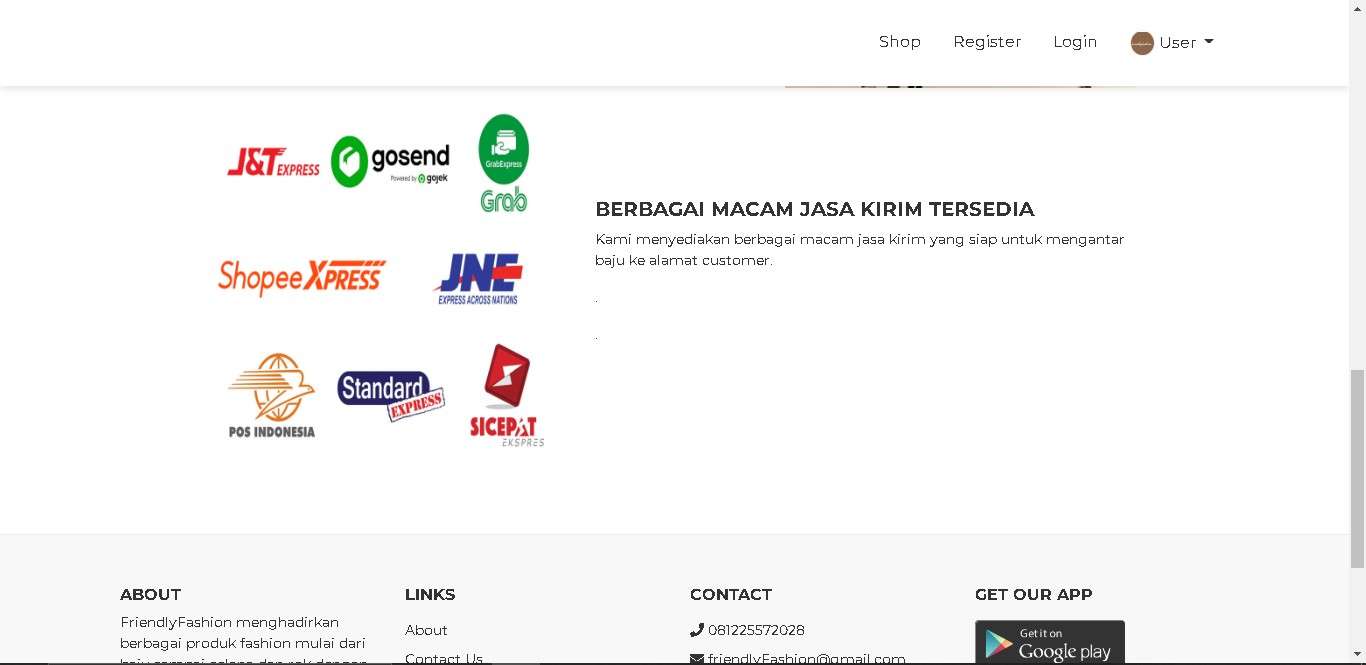 Shop Register Login User
J&T EXPRESS
gosend
Powered by gojek
GrabExpress
Grab
Shopee XPRESS
JNE
EXPRESS ACROSS NATIONS
POS INDONESIA
Standard
EXPRESS
SICEPAT
EKSPRES
BERBAGAI MACAM JASA KIRIM TERSEDIA
Kami menyediakan berbagai macam jasa kirim yang siap untuk mengantar
baju ke alamat customer.
.
.
ABOUT
FriendlyFashion menghadirkan
berbagai produk fashion mulai dari
LINKS
About
Contact Us
CONTACT
081225572028
friendlyFashion@gmail.com
GET OUR APP
Get it on
Google play